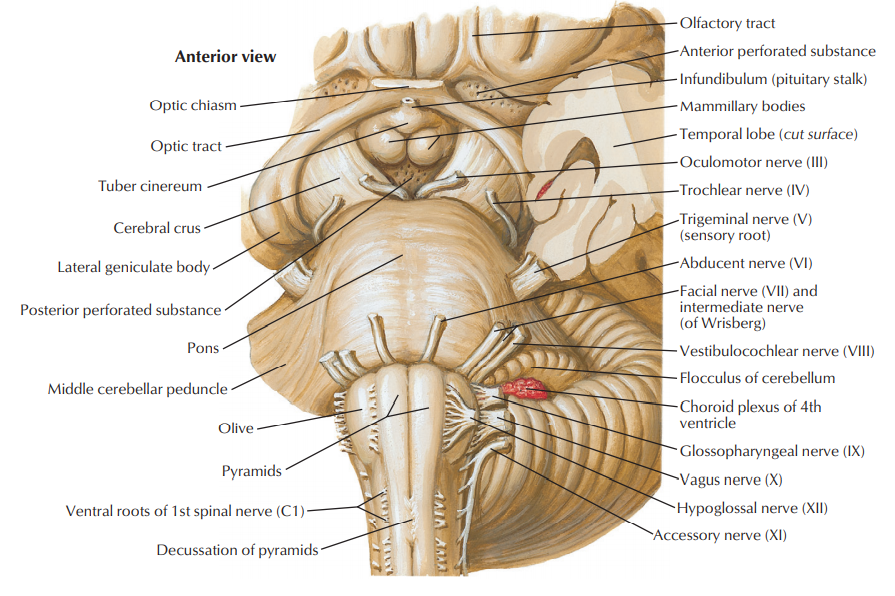 Anterior view
Optic chiasm
Optic tract
Tuber cinereum
Cerebral crus
Lateral geniculate body
Posterior perforated substance
Pons
Middle cerebellar peduncle
Olive
Pyramids
Ventral roots of 1st spinal nerve (C1)
Decussation of pyramids
Olfactory tract
Anterior perforated substance
Infundibulum (pituitary stalk)
Mammillary bodies
Temporal lobe (cut surface)
Oculomotor nerve (III)
Trochlear nerve (IV)
Trigeminal nerve (V)
(sensory root)
Abducent nerve (VI)
Facial nerve (VII) and
intermediate nerve
(of Wrisberg)
Vestibulocochlear nerve (VIII)
Flocculus of cerebellum
Choroid plexus of 4th
ventricle
Glossopharyngeal nerve (IX)
Vagus nerve (X)
Hypoglossal nerve (XII)
Accessory nerve (XI)